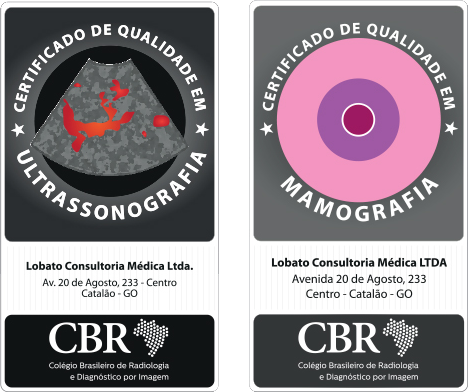 CERTIFICADO DE QUALIDADE EM
ULTRASSONOGRAFIA
Lobato Consultoria Médica Ltda.
Av. 20 de Agosto, 233 - Centro
Catalão - GO
CBR
Colégio Brasileiro de Radiologia
e Diagnóstico por Imagem
CERTIFICADO DE QUALIDADE EM
MAMOGRAFIA
Lobato Consultoria Médica LTDA
Avenida 20 de Agosto, 233
Centro - Catalão - GO
CBR
Colégio Brasileiro de Radiologia
e Diagnóstico por Imagem